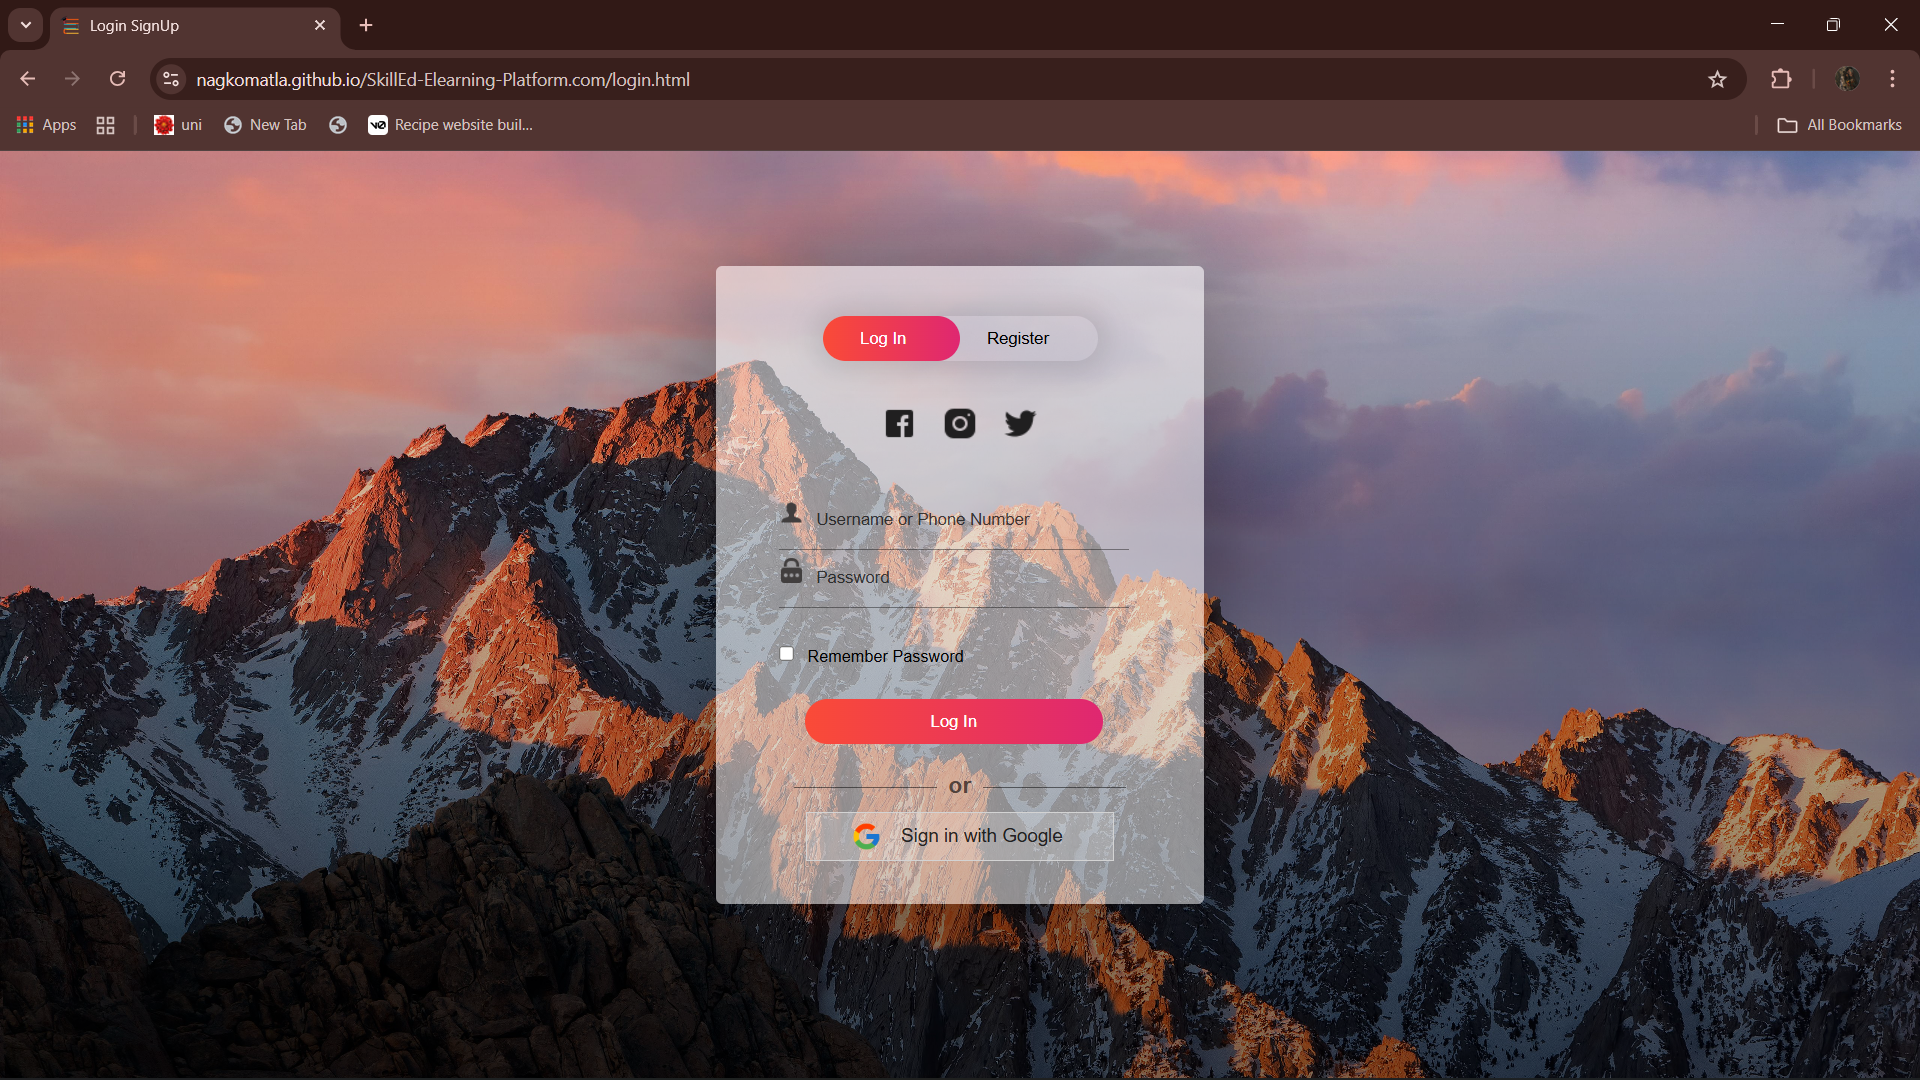 Login SignUp
nagkomatla.github.io/SkillEd-Elearning-Platform.com/login.html
Apps uni New Tab Recipe website buil... All Bookmarks
Log In Register
Username or Phone Number
Password
Remember Password
Log In
or
Sign in with Google